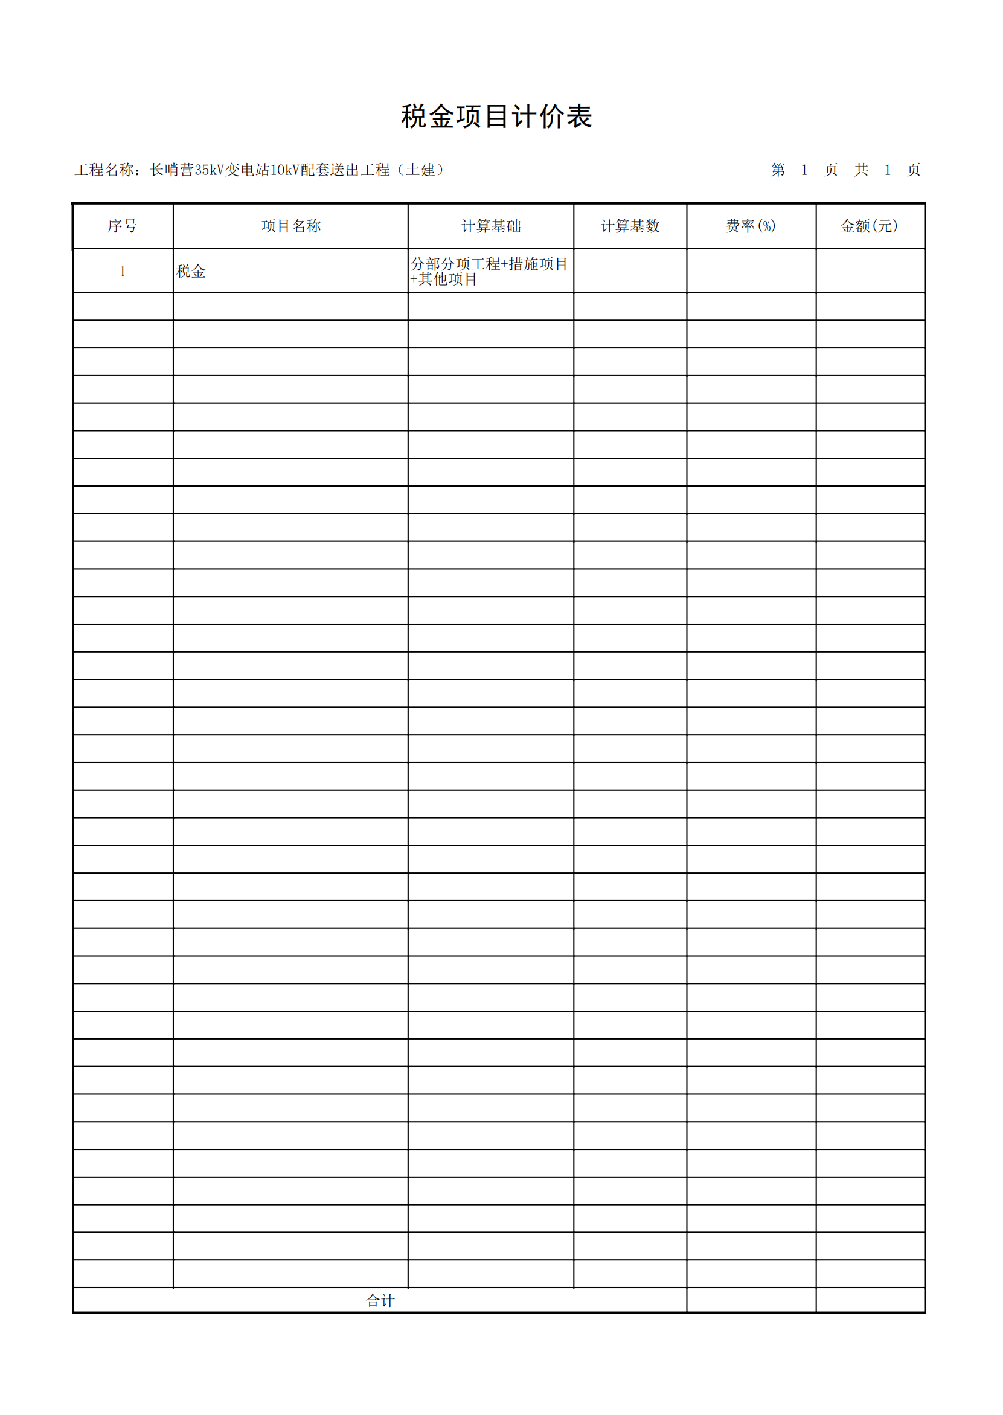 税金项目计价表
工程名称：长哨营35kV变电站10kV配套送出工程（土建） 第 1 页 共 1 页
序号 项目名称 计算基础 计算基数 费率(%) 金额(元)
1 税金 分部分项工程+措施项目
+其他项目
合计